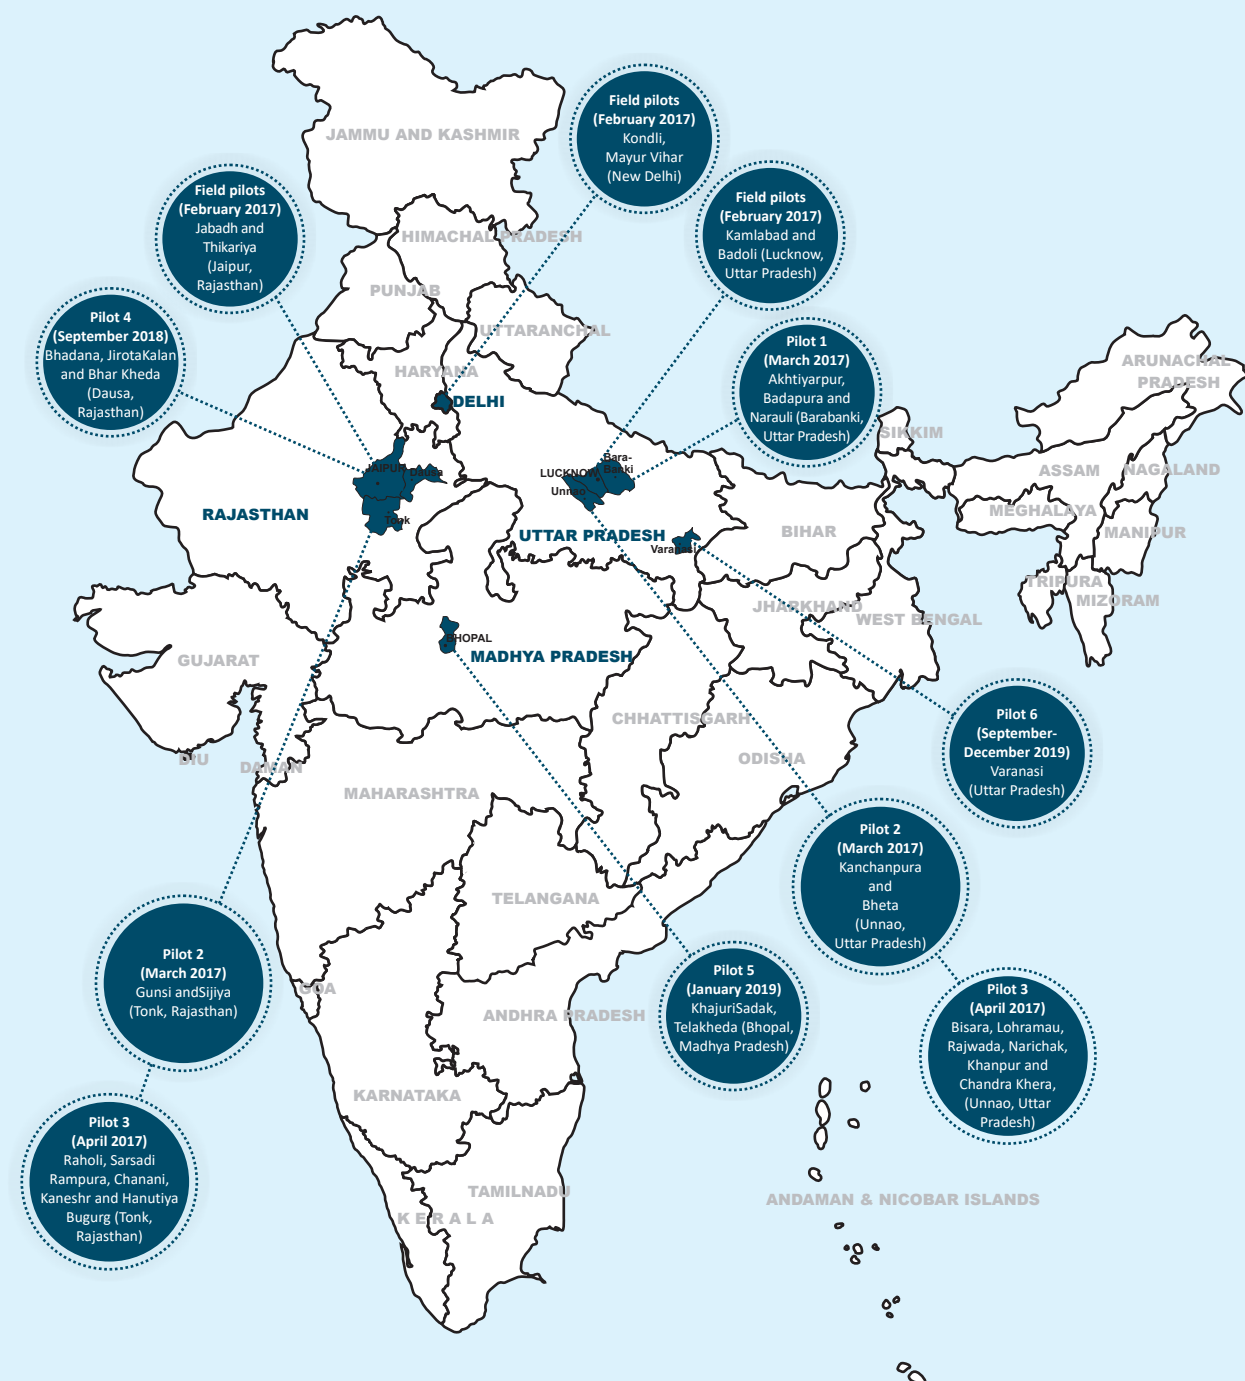 Field pilots
(February 2017)
Kondli,
Mayur Vihar
(New Delhi)
JAMMU AND KASHMIR
Field pilots
(February 2017)
Jabadh and
Thikariya
(Jaipur,
Rajasthan)
Field pilots
(February 2017)
Kamlabad and
Badoli (Lucknow,
Uttar Pradesh)
HIMACHAL PRADESH
PUNJAB
Pilot 4
(September 2018)
Bhadana, JirotaKalan
and Bhar Kheda
(Dausa,
Rajasthan)
UTTARANCHAL
Pilot 1
(March 2017)
Akhtiyarpur,
Badapura and
Narauli (Barabanki,
Uttar Pradesh)
HARYANA
DELHI
ARUNACHAL
PRADESH
SIKKIM
ASSAM
NAGALAND
MEGHALAYA
MANIPUR
TRIPURA
MIZORAM
JAIPUR
Dausa
Tonk
RAJASTHAN
LUCKNOW
Bara-
Banki
Unnao
UTTAR PRADESH
Varanasi
BIHAR
JHARKHAND
WEST BENGAL
BHOPAL
MADHYA PRADESH
GUJARAT
DIU
DAMAN
CHHATTISGARH
ODISHA
MAHARASHTRA
Pilot 6
(September-
December 2019)
Varanasi
(Uttar Pradesh)
Pilot 2
(March 2017)
Kanchanpura
and
Bheta
(Unnao,
Uttar Pradesh)
TELANGANA
Pilot 2
(March 2017)
Gunsi andSijiya
(Tonk, Rajasthan)
GOA
Pilot 5
(January 2019)
KhajuriSadak,
Telakheda (Bhopal,
Madhya Pradesh)
Pilot 3
(April 2017)
Bisara, Lohramau,
Rajwada, Narichak,
Khanpur and
Chandra Khera,
(Unnao, Uttar
Pradesh)
ANDHRA PRADESH
KARNATAKA
Pilot 3
(April 2017)
Raholi, Sarsadi
Rampura, Chanani,
Kaneshr and Hanutiya
Bugurg (Tonk,
Rajasthan)
TAMILNADU
KERALA
ANDAMAN & NICOBAR ISLANDS